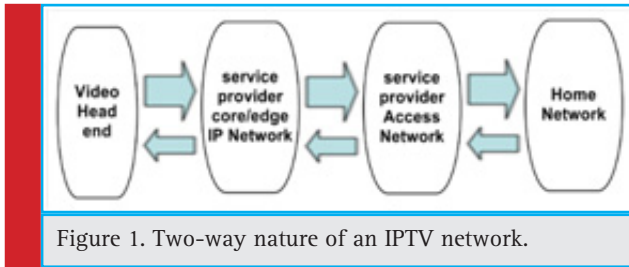 Video
Head
end
service
provider
core/edge
IP Network
service
provider
Access
Network
Home
Network
Figure 1. Two-way nature of an IPTV network.